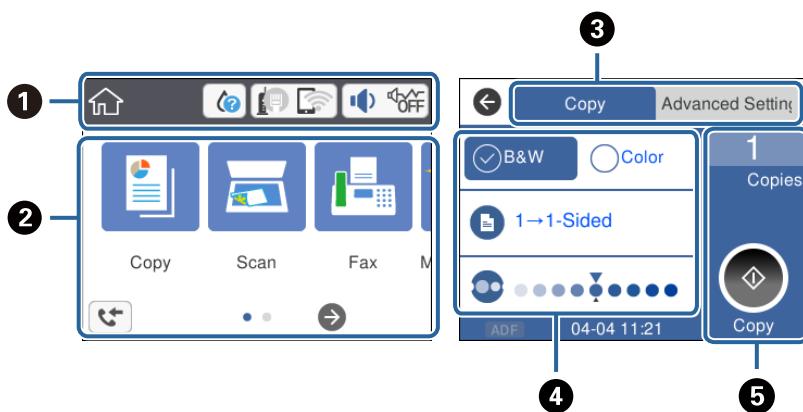 3
1
OFF
Copy
Advanced Setting
B&W
Color
1
Copies
2
1→1-Sided
Copy
Scan
Fax
M
Copy
ADF
04-04 11:21
4
5